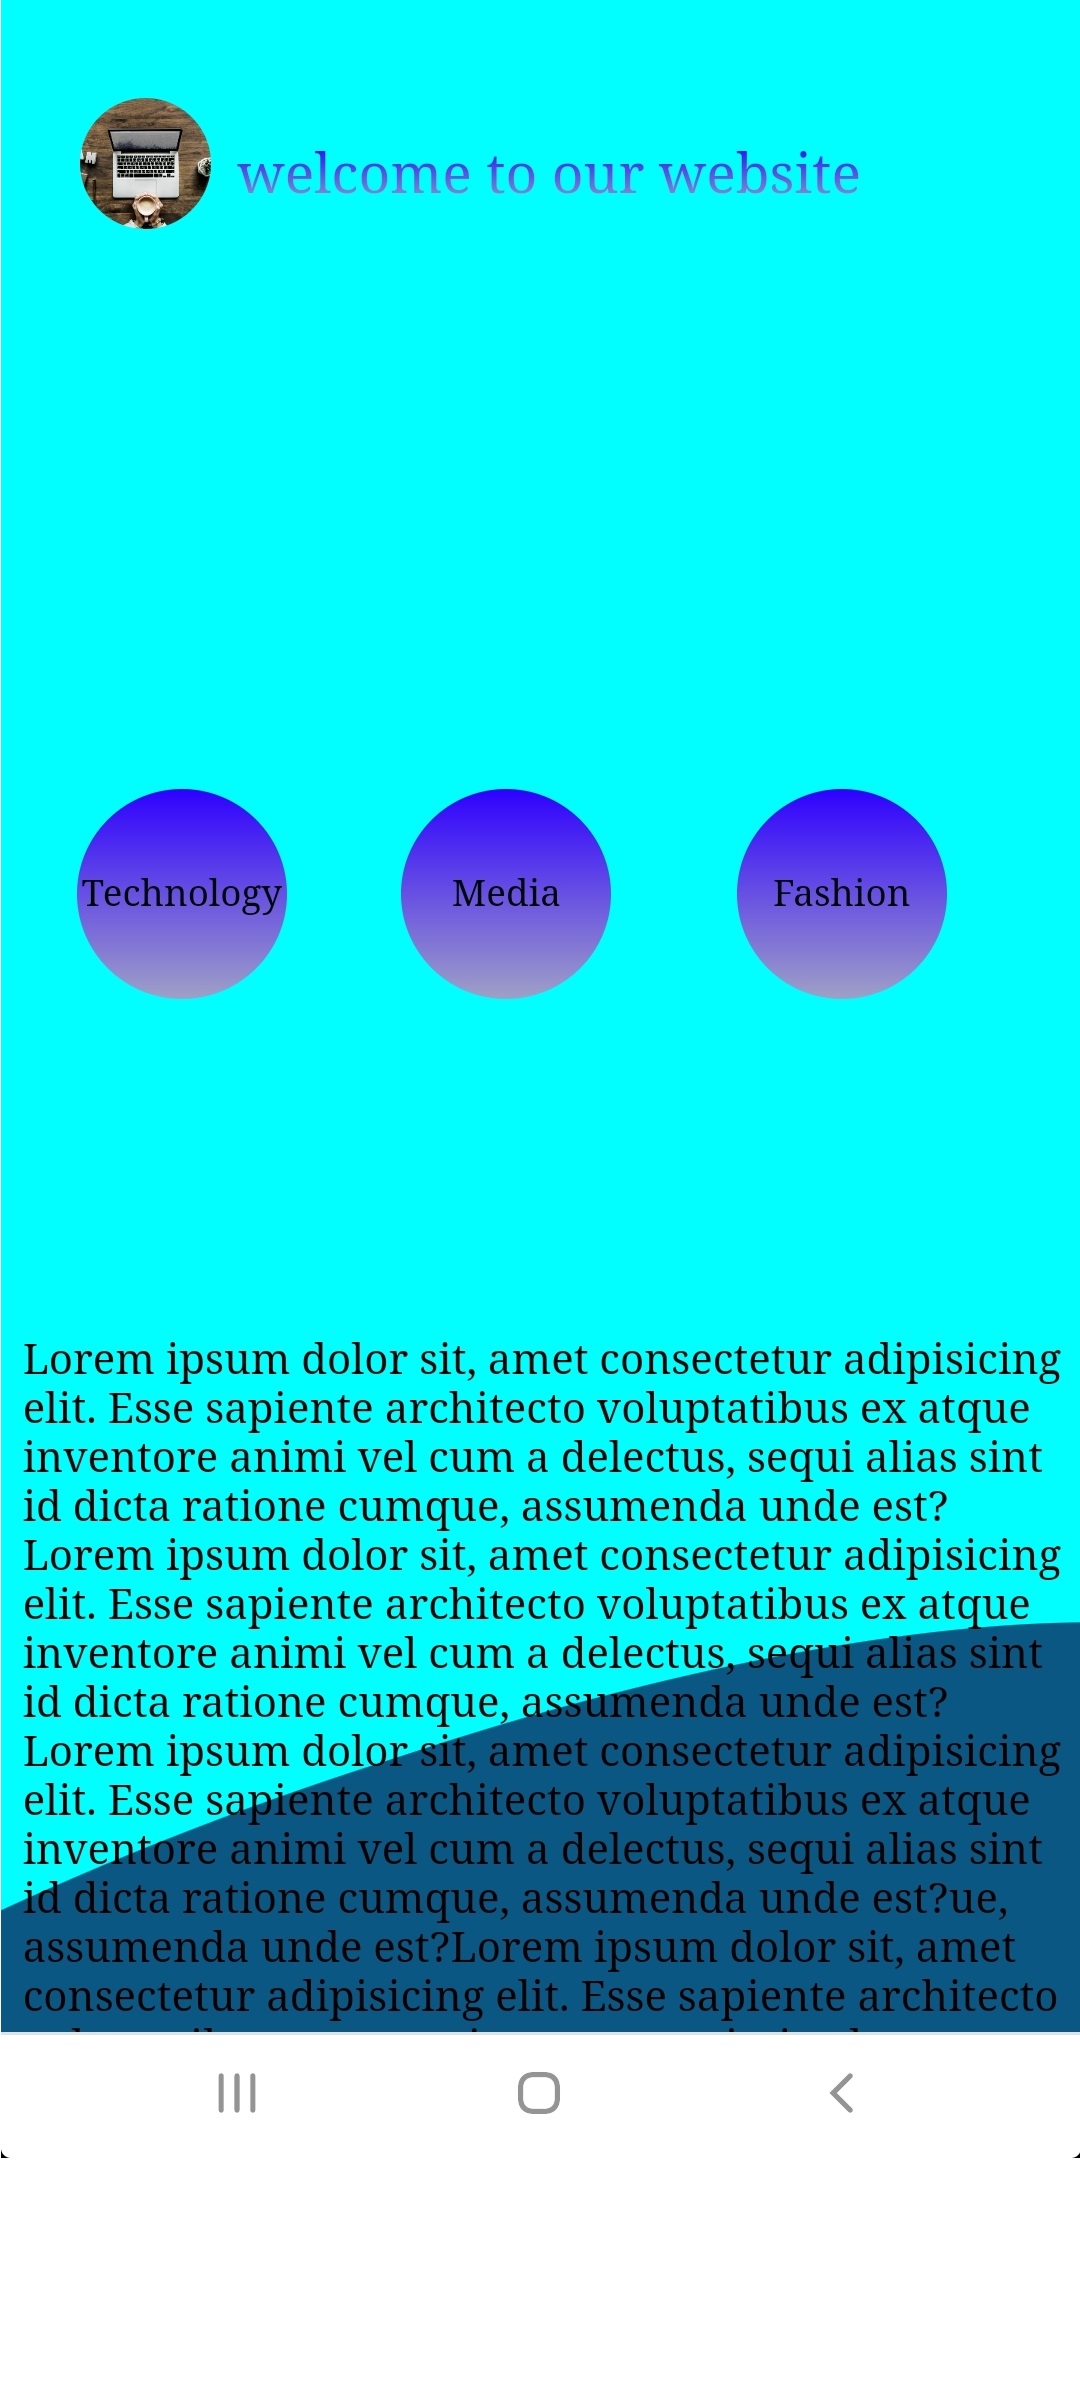 welcome to our website
Technology Media Fashion
Lorem ipsum dolor sit, amet consectetur adipisicing
elit. Esse sapiente architecto voluptatibus ex atque
inventore animi vel cum a delectus, sequi alias sint
id dicta ratione cumque, assumenda unde est?
Lorem ipsum dolor sit, amet consectetur adipisicing
elit. Esse sapiente architecto voluptatibus ex atque
inventore animi vel cum a delectus, sequi alias sint
id dicta ratione cumque, assumenda unde est?
Lorem ipsum dolor sit, amet consectetur adipisicing
elit. Esse sapiente architecto voluptatibus ex atque
inventore animi vel cum a delectus, sequi alias sint
id dicta ratione cumque, assumenda unde est?ue,
assumenda unde est?Lorem ipsum dolor sit, amet
consectetur adipisicing elit. Esse sapiente architecto